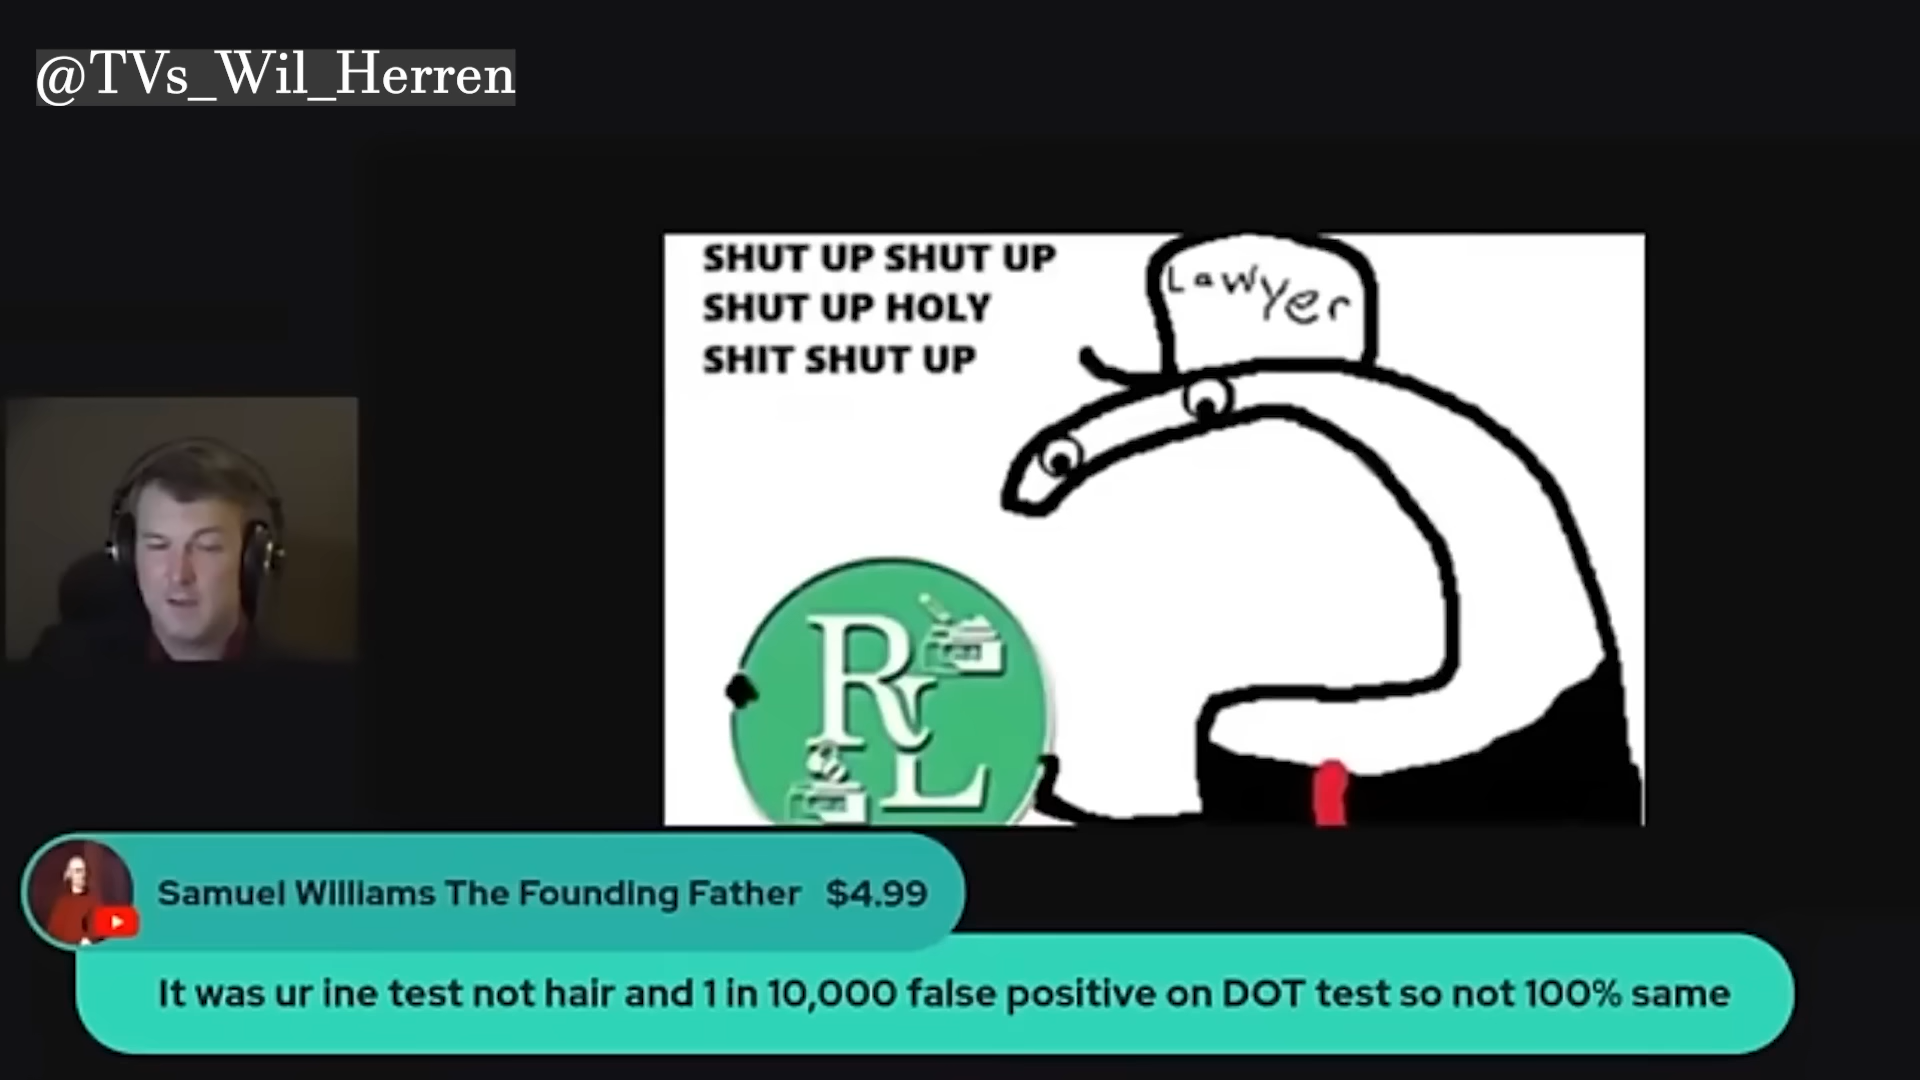 @TVs_Wil_Herren
SHUT UP SHUT UP
SHUT UP HOLY
SHIT SHUT UP
Lawyer
RL
Samuel Williams The Founding Father $4.99
It was ur ine test not hair and 1 in 10,000 false positive on DOT test so not 100% same